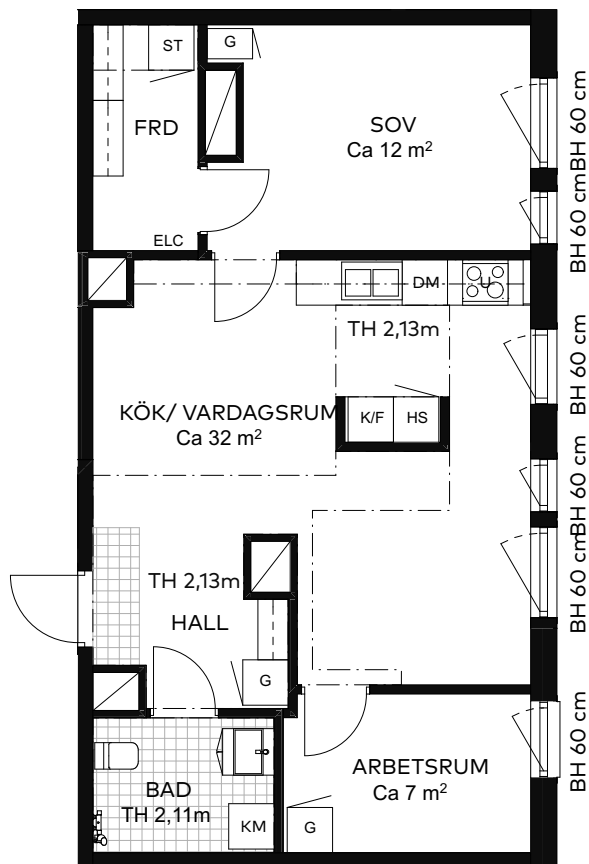 ST
G
FRD
SOV
Ca 12 m²
BH 60 cm
BH 60 cm
ELC
DM
U
TH 2,13m
BH 60 cm
KÖK/ VARDAGSRUM
Ca 32 m²
K/F
HS
BH 60 cm
BH 60 cm
TH 2,13m
HALL
G
BH 60 cm
BAD
TH 2,11m
KM
ARBETSRUM
Ca 7 m²
G